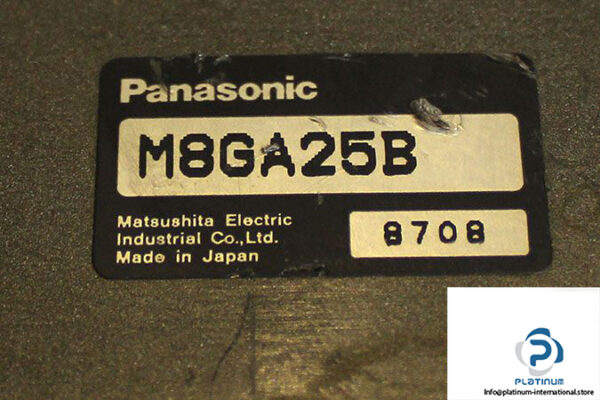 Panasonic
M8GA25B
Matsushita Electric
Industrial Co.,Ltd.
Made in Japan
8708
PLATINUM
Info@platinum-international.store